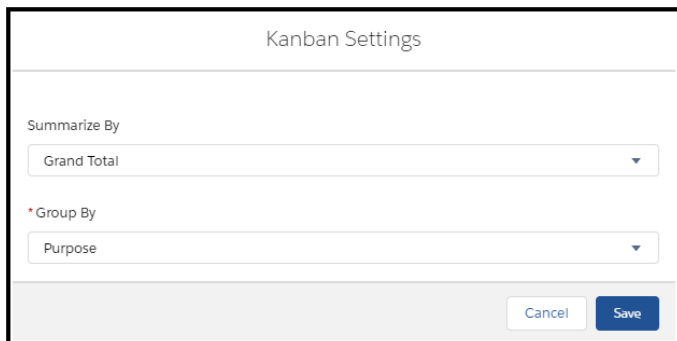 Kanban Settings
Summarize By
Grand Total
* Group By
Purpose
Cancel Save